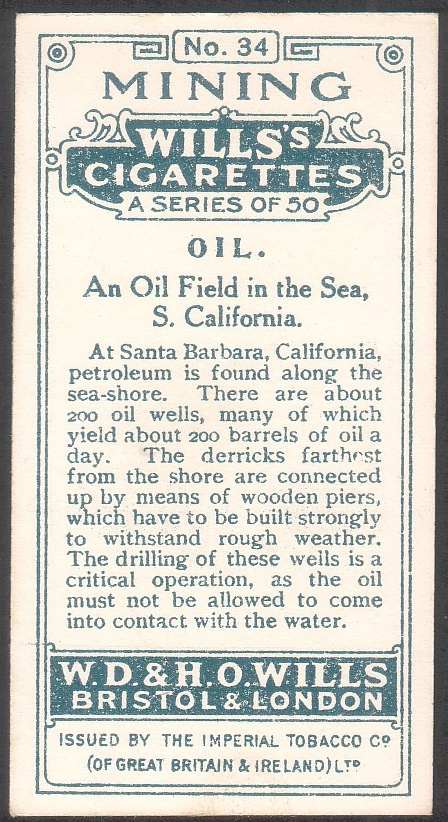 No. 34
MINING
WILLS'S
CIGARETTES
A SERIES OF 50
OIL.
An Oil Field in the Sea,
S. California.
At Santa Barbara, California,
petroleum is found along the
sea-shore. There are about
200 oil wells, many of which
yield about 200 barrels of oil a
day. The derricks farthest
from the shore are connected
up by means of wooden piers,
which have to be built strongly
to withstand rough weather.
The drilling of these wells is a
critical operation, as the oil
must not be allowed to come
into contact with the water.
W.D.&H.O.WILLS
BRISTOL & LONDON
ISSUED BY THE IMPERIAL TOBACCO CO
(OF GREAT BRITAIN & IRELAND) LTD